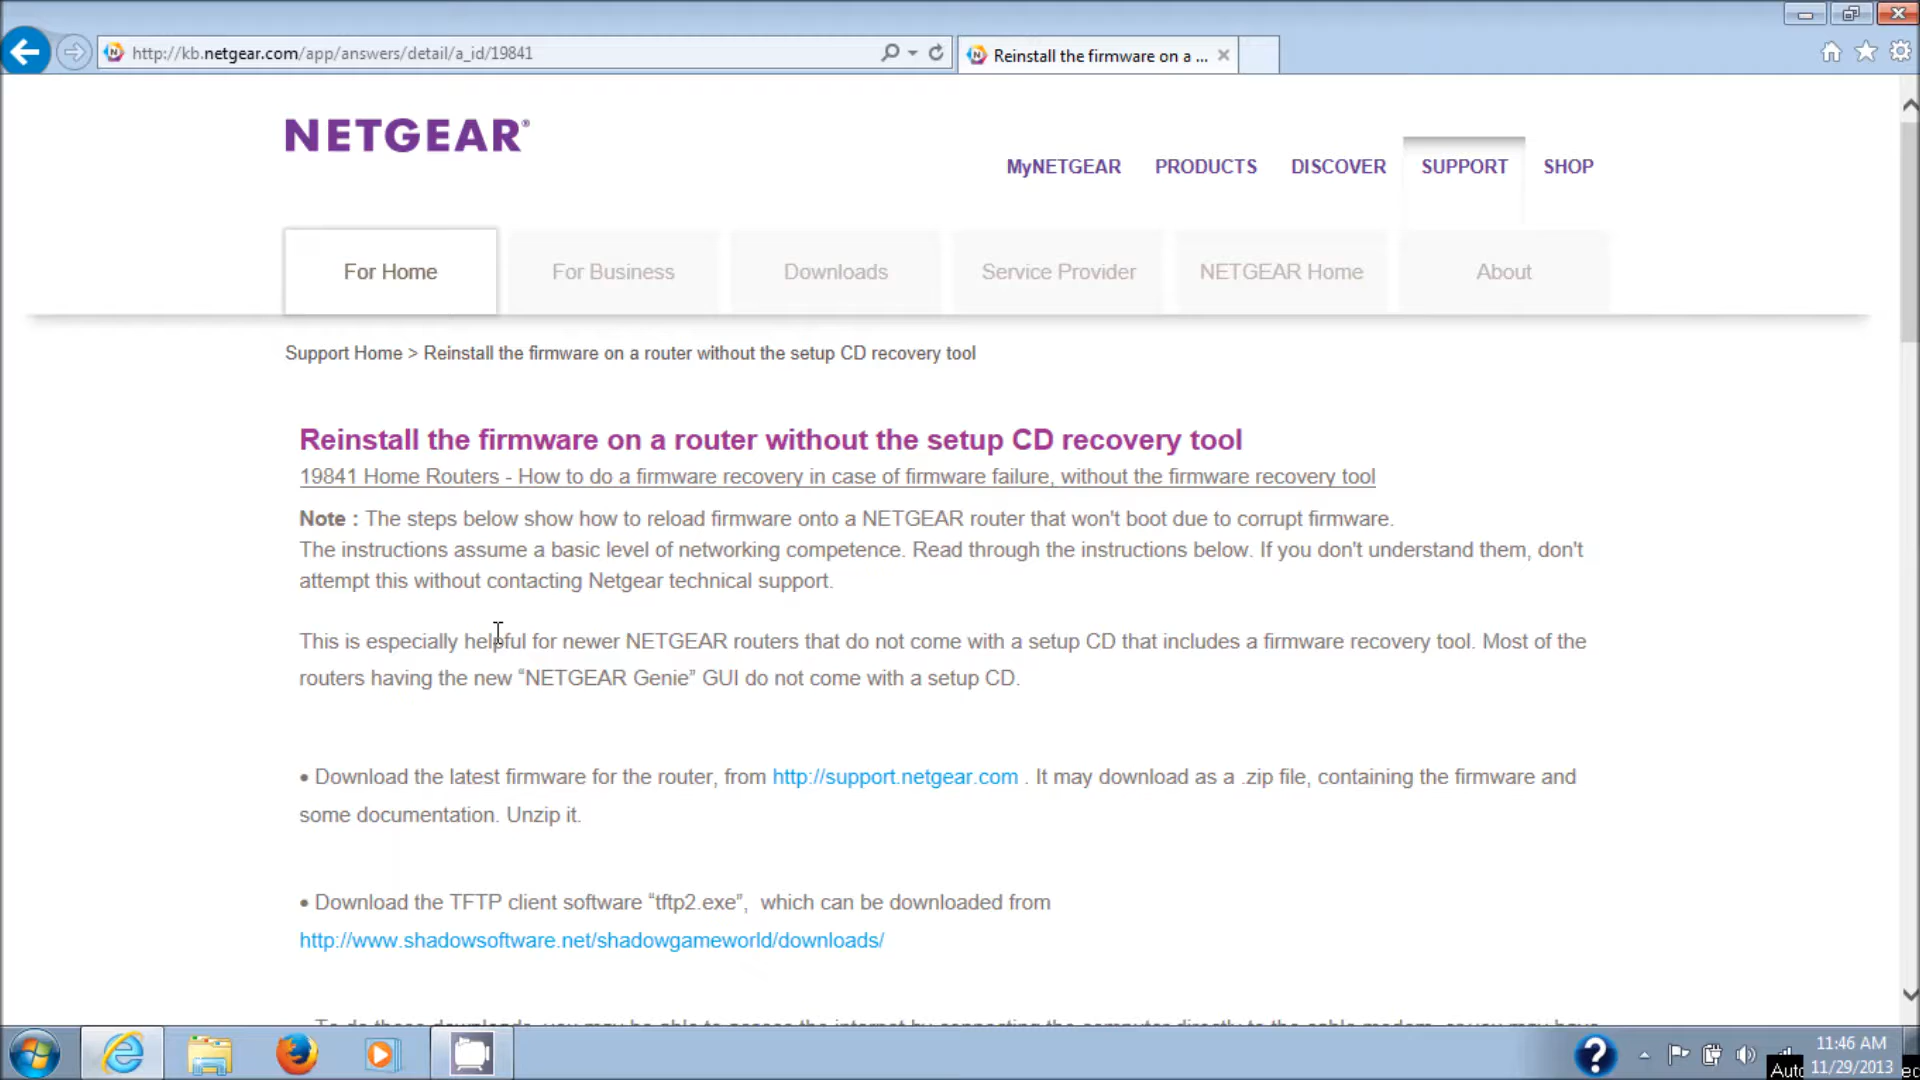 http://kb.netgear.com/app/answers/detail/a_id/19841
Reinstall the firmware on a ...
NETGEAR®
MyNETGEAR PRODUCTS DISCOVER SUPPORT SHOP
For Home For Business Downloads Service Provider NETGEAR Home About
Support Home > Reinstall the firmware on a router without the setup CD recovery tool
Reinstall the firmware on a router without the setup CD recovery tool
19841 Home Routers - How to do a firmware recovery in case of firmware failure, without the firmware recovery tool
Note : The steps below show how to reload firmware onto a NETGEAR router that won't boot due to corrupt firmware.
The instructions assume a basic level of networking competence. Read through the instructions below. If you don't understand them, don't
attempt this without contacting Netgear technical support.
This is especially helpful for newer NETGEAR routers that do not come with a setup CD that includes a firmware recovery tool. Most of the
routers having the new “NETGEAR Genie” GUI do not come with a setup CD.
• Download the latest firmware for the router, from http://support.netgear.com . It may download as a .zip file, containing the firmware and
some documentation. Unzip it.
• Download the TFTP client software “tftp2.exe”, which can be downloaded from
http://www.shadowsoftware.net/shadowgameworld/downloads/
11:46 AM
Auto 11/29/2013